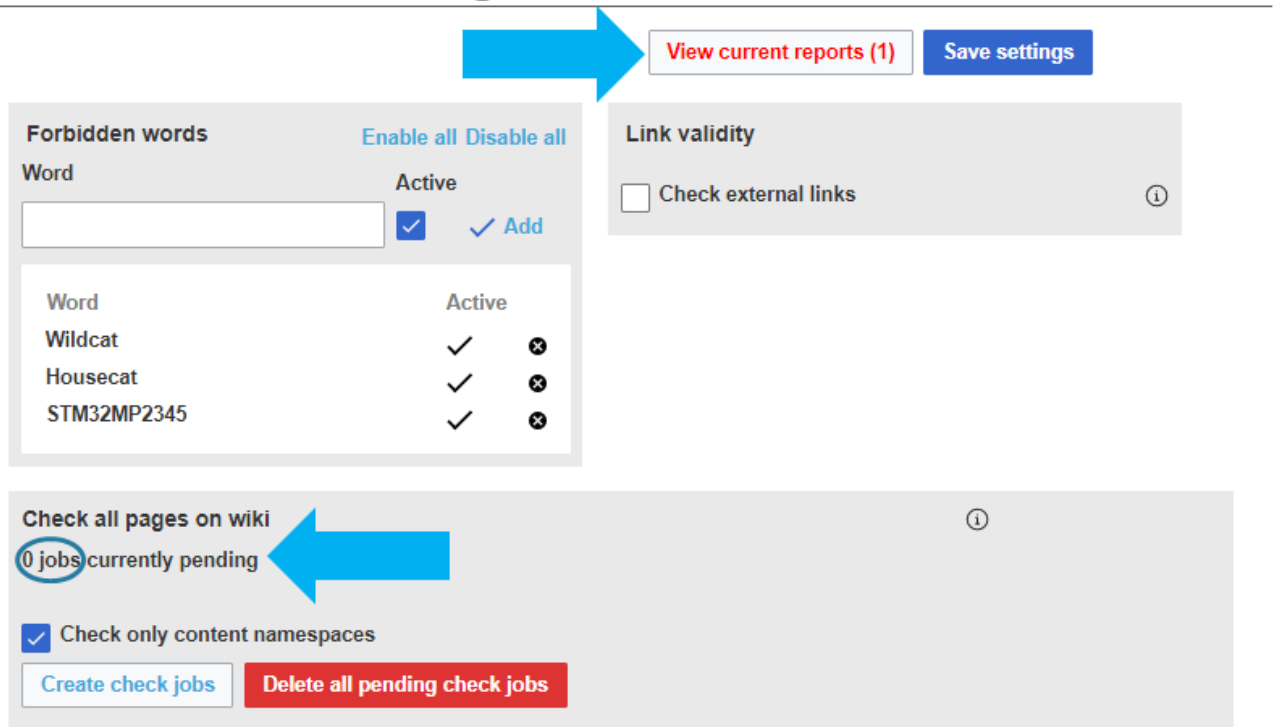 View current reports (1) Save settings
Forbidden words Enable all Disable all
Word Active
Add
Word Active
Wildcat
Housecat
STM32MP2345
Link validity
Check external links
Check all pages on wiki
0 jobs currently pending
Check only content namespaces
Create check jobs Delete all pending check jobs